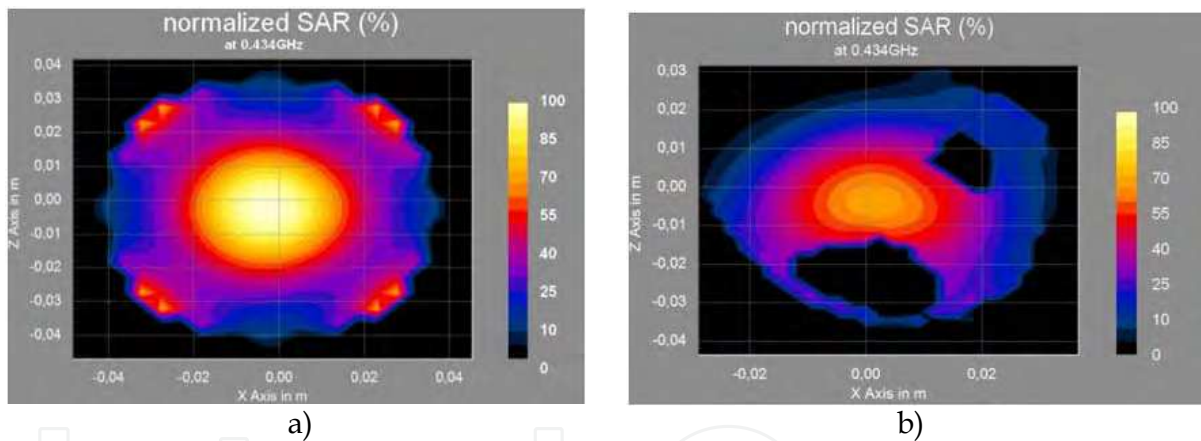 normalized SAR (%)
at 0.434GHz
0,04
0,03
0,02
0,01
0,00
-0,01
-0,02
-0,03
-0,04
Z Axis in m
-0,04 -0,02 0,00 0,02 0,04
X Axis in m
100
85
70
55
40
25
10
0
a)
normalized SAR (%)
at 0.434GHz
0,03
0,02
0,01
0,00
-0,01
-0,02
-0,03
-0,04
Z Axis in m
-0,02 0,00 0,02
X Axis in m
100
85
70
55
40
25
10
0
b)